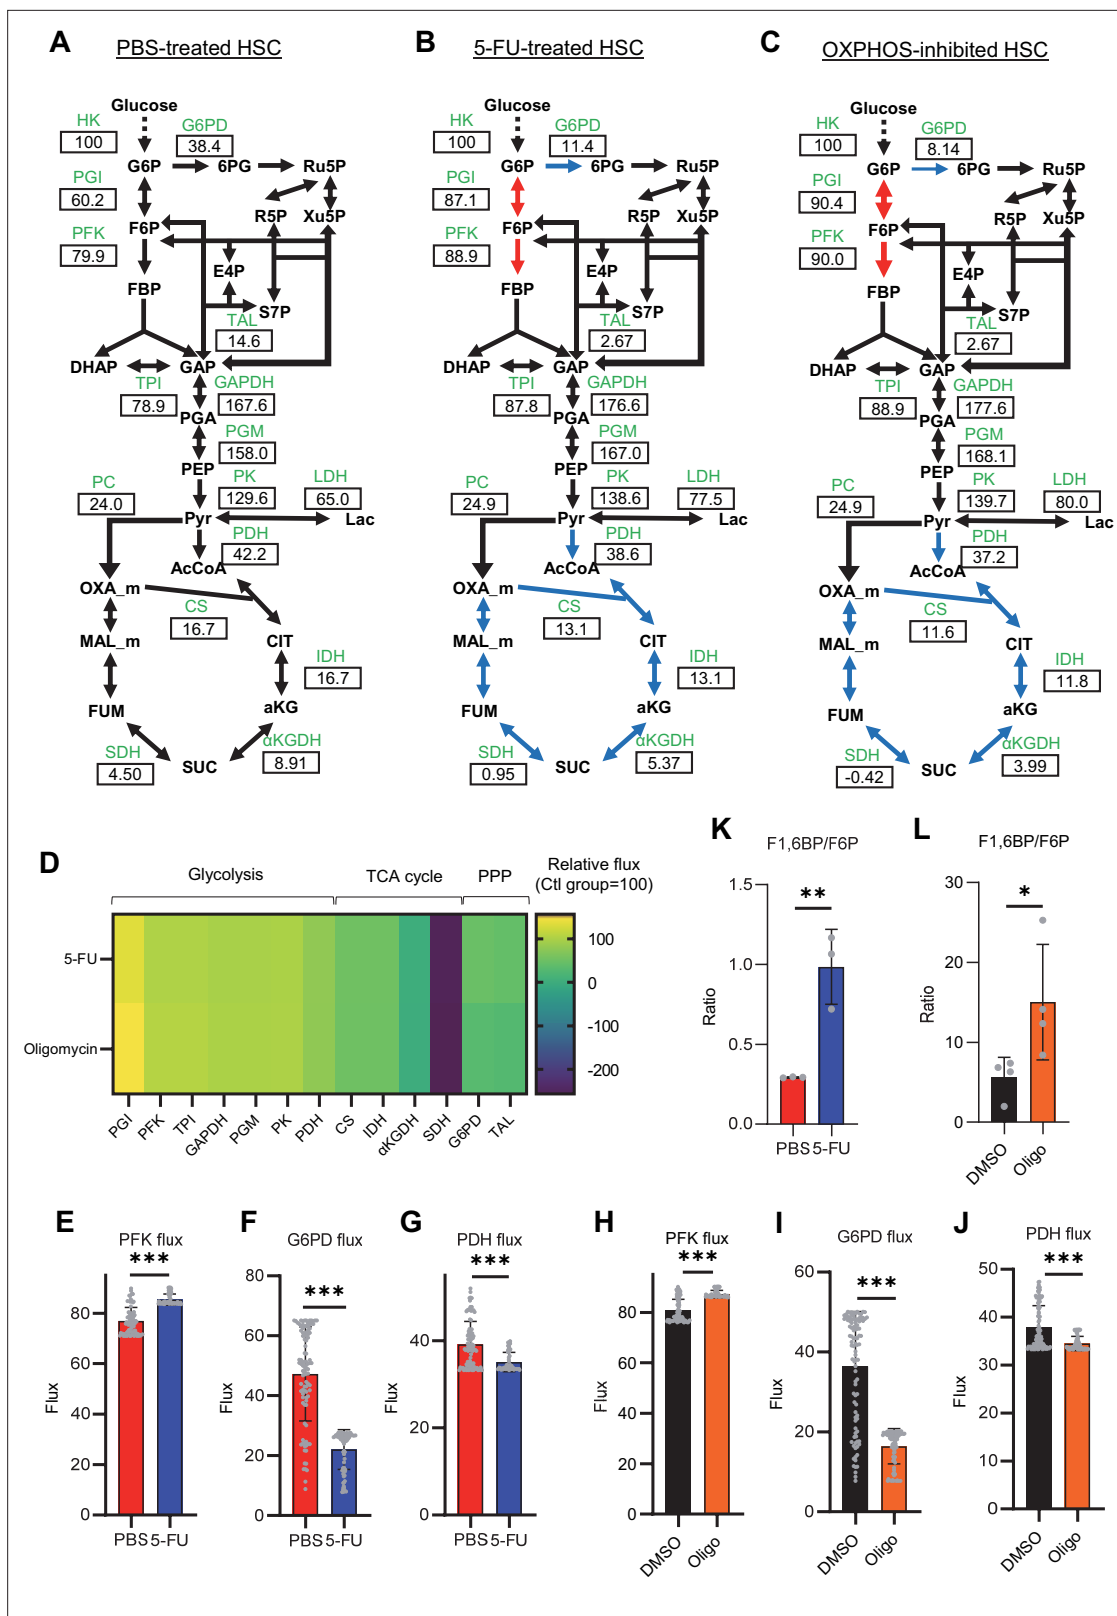 A
PBS-treated HSC
Glucose
HK
100
G6PD
38.4
G6P
6PG
Ru5P
PGI
60.2
R5P
Xu5P
F6P
PFK
79.9
E4P
FBP
S7P
TAL
14.6
DHAP
GAP
TPI
78.9
GAPDH
167.6
PGA
PGM
158.0
PEP
PC
24.0
PK
129.6
LDH
65.0
Pyr
Lac
PDH
42.2
AcCoA
OXA_m
CS
16.7
MAL_m
CIT
IDH
16.7
FUM
aKG
SDH
4.50
αKGDH
8.91
SUC
B
5-FU-treated HSC
Glucose
HK
100
G6PD
11.4
G6P
6PG
Ru5P
PGI
87.1
R5P
Xu5P
F6P
PFK
88.9
E4P
FBP
S7P
TAL
2.67
DHAP
GAP
TPI
87.8
GAPDH
176.6
PGA
PGM
167.0
PEP
PC
24.9
PK
138.6
LDH
77.5
Pyr
Lac
PDH
38.6
AcCoA
OXA_m
CS
13.1
MAL_m
CIT
IDH
13.1
FUM
aKG
SDH
0.95
αKGDH
5.37
SUC
C
OXPHOS-inhibited HSC
Glucose
HK
100
G6PD
8.14
G6P
6PG
Ru5P
PGI
90.4
R5P
Xu5P
F6P
PFK
90.0
E4P
FBP
S7P
TAL
2.67
DHAP
GAP
TPI
88.9
GAPDH
177.6
PGA
PGM
168.1
PEP
PC
24.9
PK
139.7
LDH
80.0
Pyr
Lac
PDH
37.2
AcCoA
OXA_m
CS
11.6
MAL_m
CIT
IDH
11.8
FUM
aKG
SDH
-0.42
αKGDH
3.99
SUC
D
Glycolysis
TCA cycle
PPP
Relative flux
(Ctl group=100)
5-FU
Oligomycin
100
0
-100
-200
PGI
PFK
TPI
GAPDH
PGM
PK
PDH
CS
IDH
αKGDH
SDH
G6PD
TAL
K
F1,6BP/F6P
**
Ratio
1.5
1.0
0.5
0.0
PBS 5-FU
L
F1,6BP/F6P
*
Ratio
30
20
10
0
DMSO
Oligo
E
PFK flux
***
Flux
80
60
40
20
0
PBS 5-FU
F
G6PD flux
***
Flux
80
60
40
20
0
PBS 5-FU
G
PDH flux
***
Flux
40
20
0
PBS 5-FU
H
PFK flux
***
Flux
80
60
40
20
0
DMSO
Oligo
I
G6PD flux
***
Flux
60
40
20
0
DMSO
Oligo
J
PDH flux
***
Flux
50
40
30
20
10
0
DMSO
Oligo